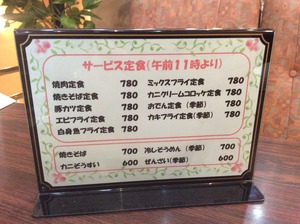 サービス定食(午前11時より)
焼肉定食 780 ミックスフライ定食 780
焼きそば定食 780 カニクリームコロッケ定食 780
豚カツ定食 780 おでん定食(季節) 780
エビフライ定食 780 カキフライ定食(季節) 780
白身魚フライ定食 780
焼きそば 700 冷しそうめん(季節) 700
カニぞうすい 600 ぜんざい(季節) 600